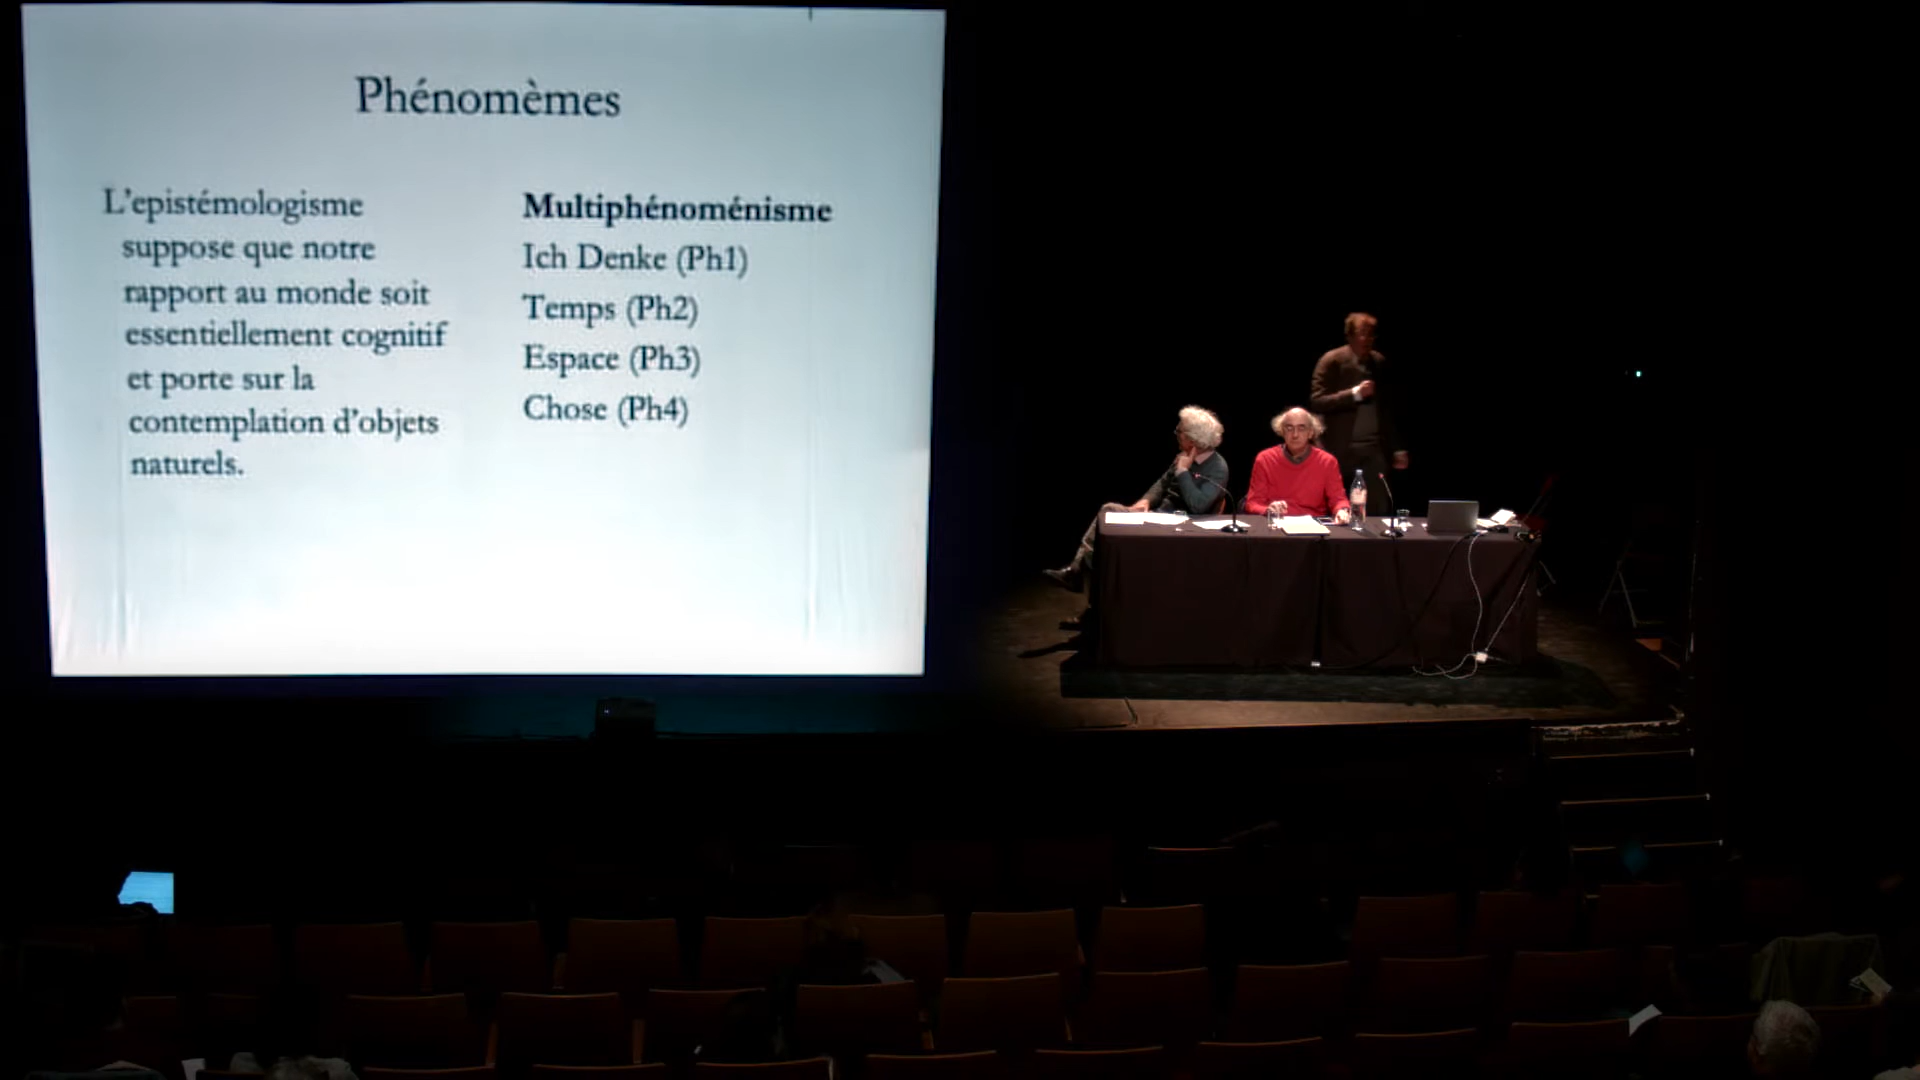 Phénomèmes
L'epistémologisme
suppose que notre
rapport au monde soit
essentiellement cognitif
et porte sur la
contemplation d'objets
naturels.
Multiphénoménisme
Ich Denke (Ph1)
Temps (Ph2)
Espace (Ph3)
Chose (Ph4)